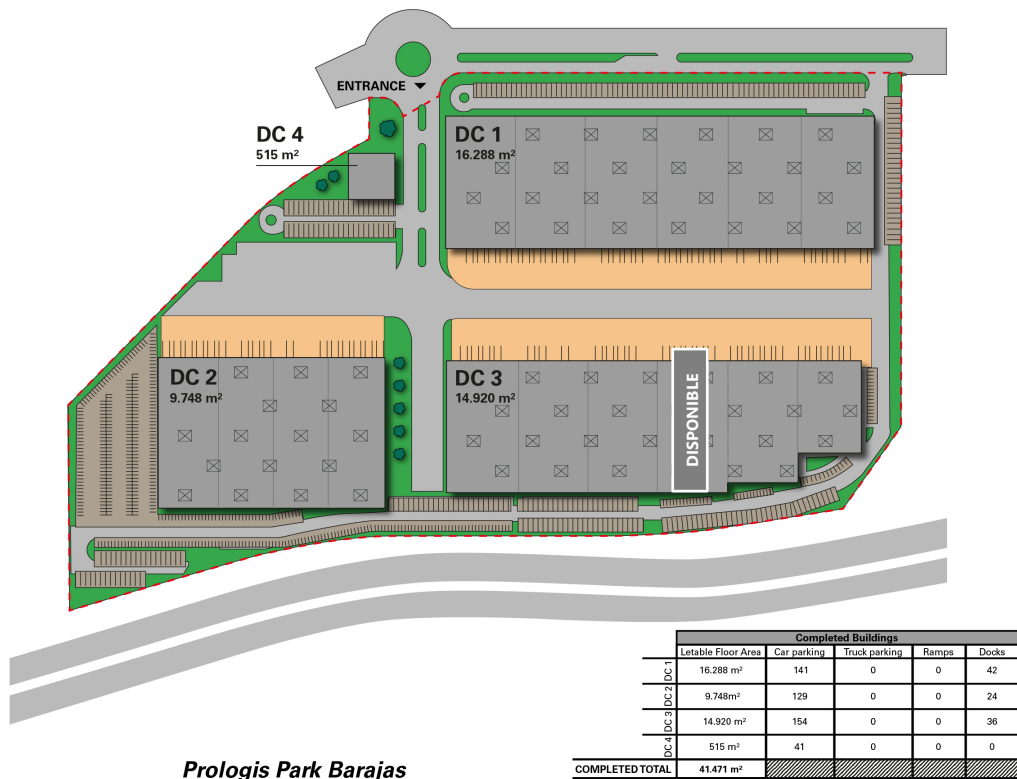 ENTRANCE
DC 4
515 m²
DC 1
16.288 m²
DC 2
9.748 m²
DC 3
14.920 m²
DISPONIBLE
Completed Buildings
Letable Floor Area Car parking Truck parking Ramps Docks
DC 1 16.288 m² 141 0 0 42
DC 2 9.748m² 129 0 0 24
DC 3 14.920 m² 154 0 0 36
DC 4 515 m² 41 0 0 0
COMPLETED TOTAL 41.471 m²
Prologis Park Barajas